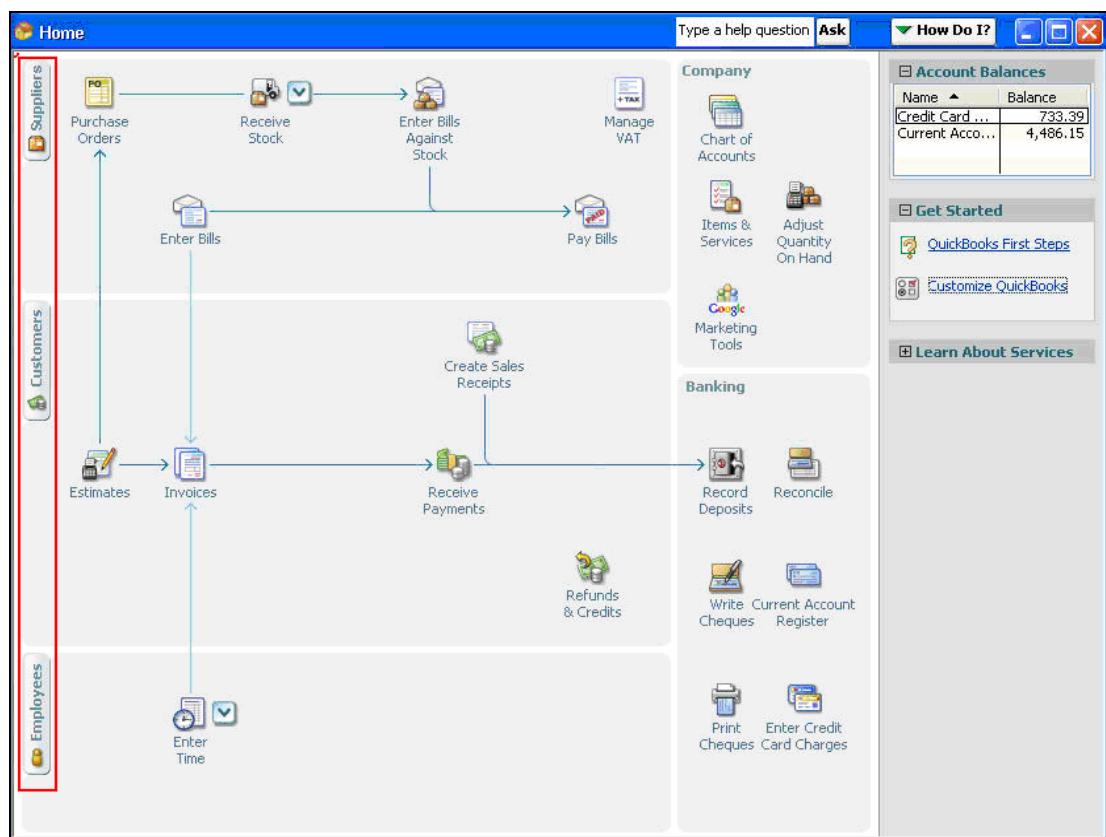 Home
Type a help question Ask
How Do I?
Suppliers
PO
Purchase
Orders
Receive
Stock
Enter Bills
Against
Stock
+ TAX
Manage
VAT
Enter Bills
PAID
Pay Bills
Customers
Create Sales
Receipts
Estimates
Invoices
Receive
Payments
Refunds
& Credits
Employees
Enter
Time
Company
Chart of
Accounts
Items &
Services
Adjust
Quantity
On Hand
Google
Marketing
Tools
Banking
Record
Deposits
Reconcile
Write
Cheques
Current Account
Register
Print
Cheques
Enter Credit
Card Charges
Account Balances
Name Balance
Credit Card ... 733.39
Current Acco... 4,486.15
Get Started
QuickBooks First Steps
Customize QuickBooks
Learn About Services